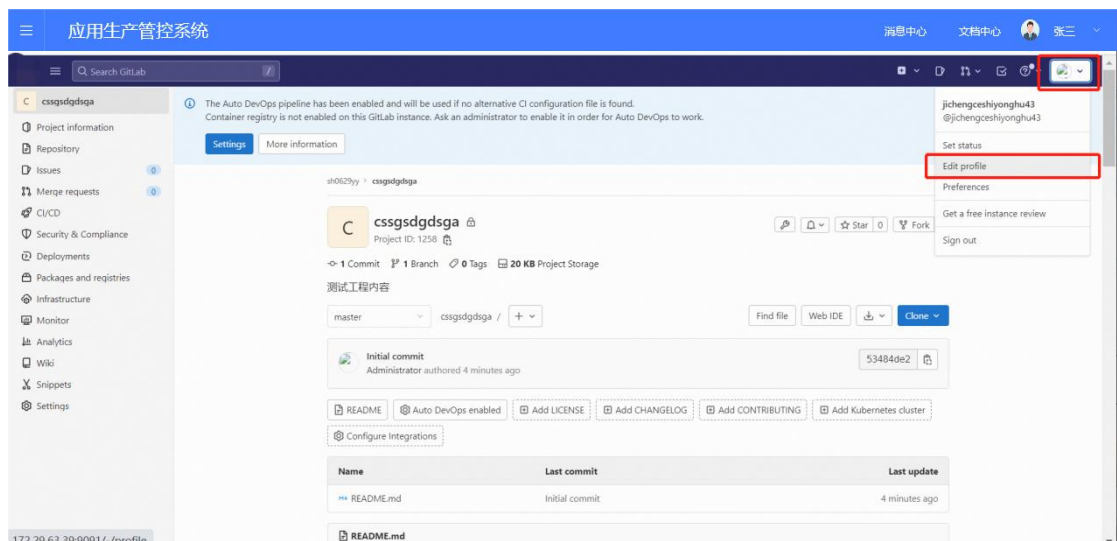 应用生产管控系统
消息中心 文档中心 张三
Search GitLab /
C cssgsdgdsga
Project information
Repository
Issues 0
Merge requests 0
CI/CD
Security & Compliance
Deployments
Packages and registries
Infrastructure
Monitor
Analytics
Wiki
Snippets
Settings
The Auto DevOps pipeline has been enabled and will be used if no alternative CI configuration file is found.
Container registry is not enabled on this GitLab instance. Ask an administrator to enable it in order for Auto DevOps to work.
Settings More information
jichengceshiyonghu43
@jichengceshiyonghu43
Set status
Edit profile
Preferences
Get a free instance review
Sign out
sh0629yy > cssgsdgdsga
C cssgsdgdsga
Project ID: 1258
Star 0 Fork
1 Commit 1 Branch 0 Tags 20 KB Project Storage
测试工程内容
master cssgsdgdsga / +
Find file Web IDE Clone
Initial commit
Administrator authored 4 minutes ago
53484de2
README Auto DevOps enabled Add LICENSE Add CHANGELOG Add CONTRIBUTING Add Kubernetes cluster
Configure Integrations
Name Last commit Last update
README.md Initial commit 4 minutes ago
README.md
172.29.63.39:9091/-/profile